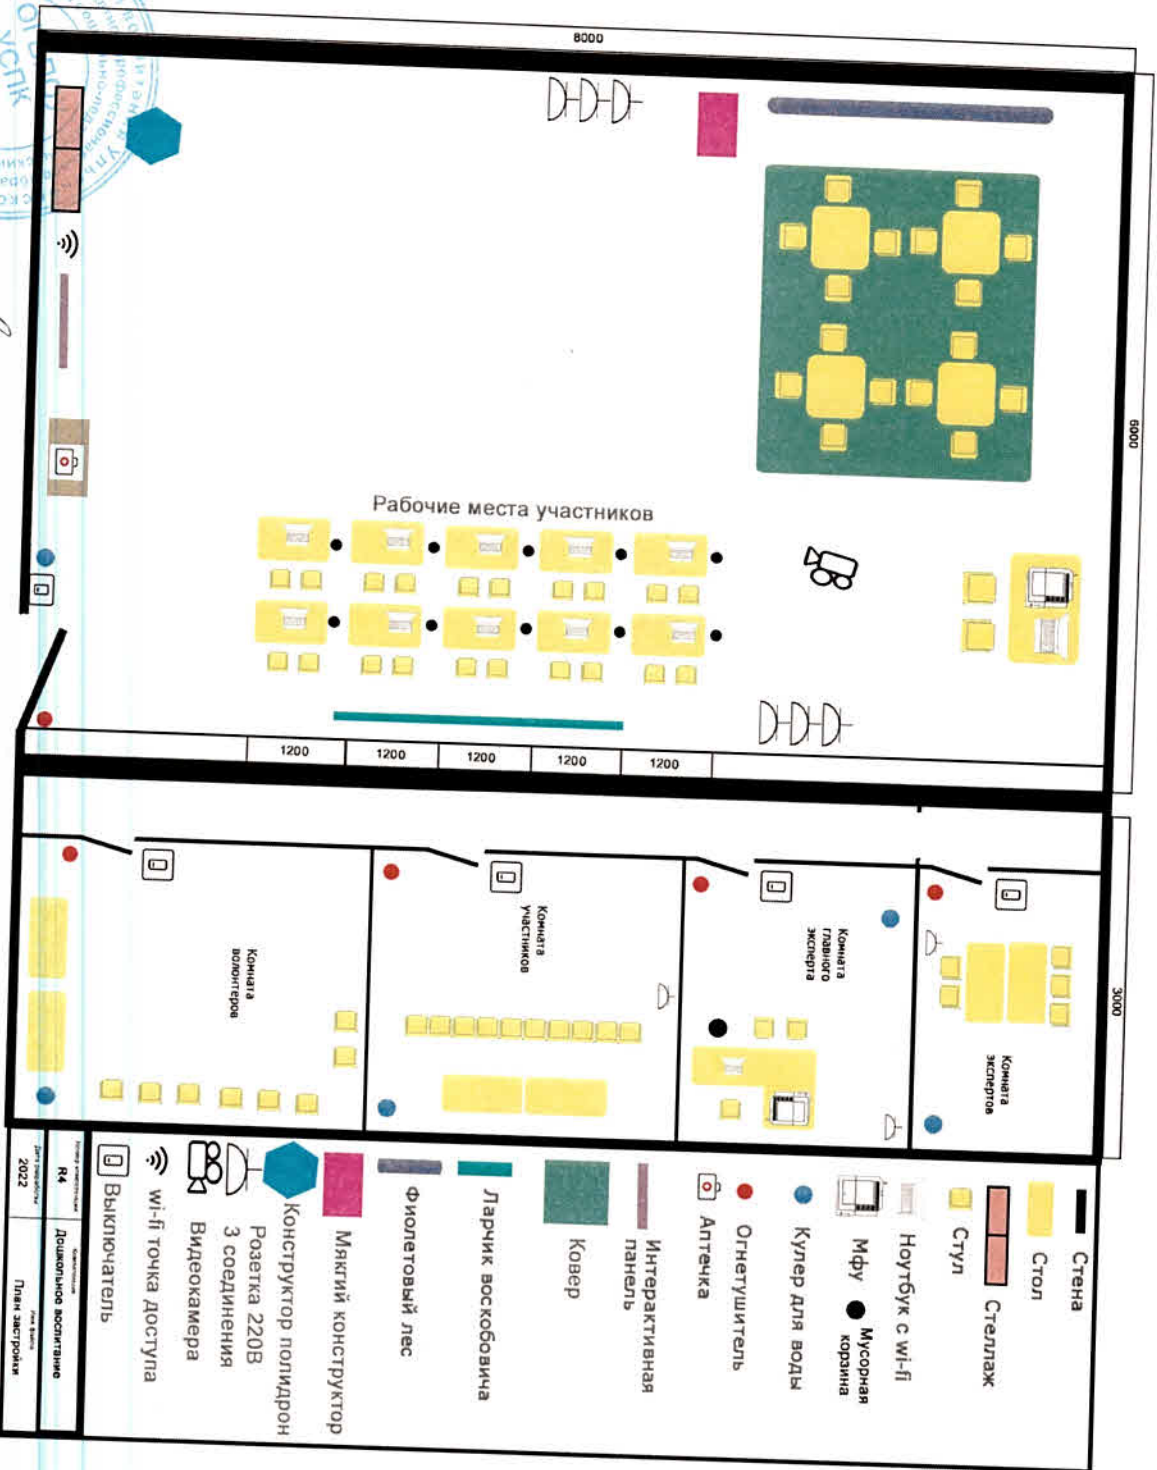 8000
6000
Рабочие места участников
1200
1200
1200
1200
1200
3000
Комната
волонтеров
Комната
участников
Комната
главного
эксперта
Комната
экспертов
Стена
Стол
Стеллаж
Стул
Ноутбук с wi-fi
Мфу
Мусорная
корзина
Кулер для воды
Огнетушитель
Аптечка
Интерактивная
панель
Ковер
Ларчик воскобовича
Фиолетовый лес
Мягкий конструктор
Конструктор полидрон
Розетка 220В
3 соединения
Видеокамера
wi-fi точка доступа
Выключатель
R4
Дошкольное воспитание
2022
План застройки
УСПК